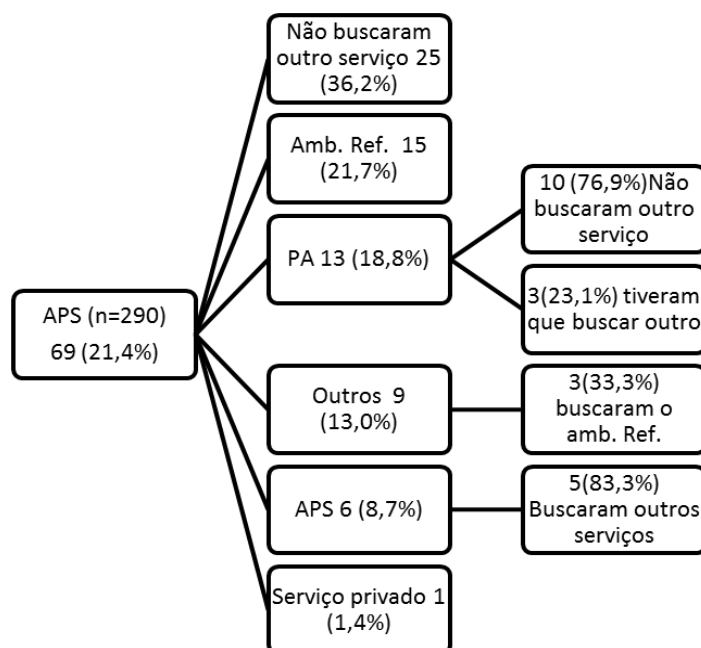 APS (n=290)
69 (21,4%)
Não buscaram
outro serviço 25
(36,2%)
Amb. Ref. 15
(21,7%)
PA 13 (18,8%)
10 (76,9%)Não
buscaram outro
serviço
3(23,1%) tiveram
que buscar outro
Outros 9
(13,0%)
3(33,3%)
buscaram o
amb. Ref.
APS 6 (8,7%)
5(83,3%)
Buscaram outros
serviços
Serviço privado 1
(1,4%)